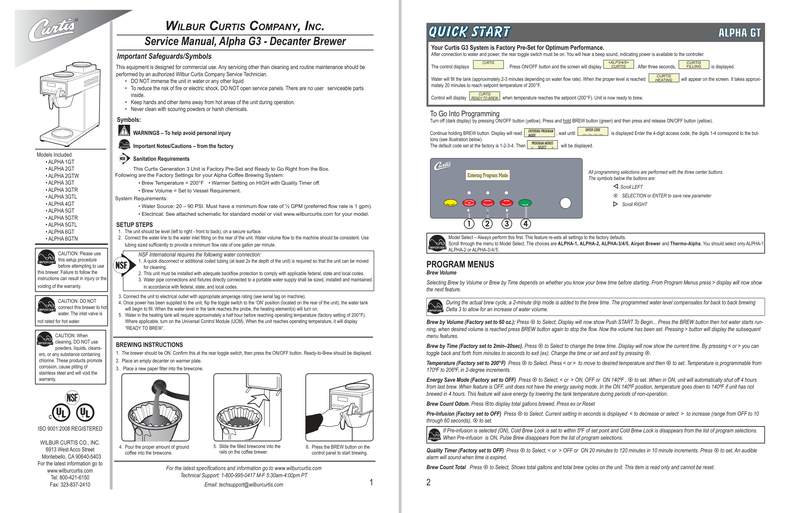 Curtis®
Models Included
• ALPHA 1GT
• ALPHA 2GT
• ALPHA 2GTW
• ALPHA 3GT
• ALPHA 3GTR
• ALPHA 3GTL
• ALPHA 4GT
• ALPHA 5GT
• ALPHA 5GTR
• ALPHA 5GTL
• ALPHA 6GT
• ALPHA 6GTN
CAUTION: Please use
this setup procedure
before attempting to use
this brewer. Failure to follow the
instructions can result in injury or the
voiding of the warranty.
CAUTION: DO NOT
connect this brewer to hot
water. The inlet valve is
not rated for hot water.
CAUTION: When
cleaning, DO NOT use
powders, liquids, cleans-
ers, or any substance containing
chlorine. These products promote
corrosion, cause pitting of
stainless steel and will void the
warranty.
NSF
ISO 9001:2008 REGISTERED
WILBUR CURTIS CO., INC.
6913 West Acco Street
Montebello, CA 90640-5403
For the latest Information go to
www.wilburcurtis.com
Tel: 800-421-6150
Fax: 323-837-2410
WILBUR CURTIS COMPANY, INC.
Service Manual, Alpha G3 - Decanter Brewer
Important Safeguards/Symbols
This equipment is designed for commercial use. Any servicing other than cleaning and routine maintenance should be
performed by an authorized Wilbur Curtis Company Service Technician.
• DO NOT immerse the unit in water or any other liquid
• To reduce the risk of fire or electric shock, DO NOT open service panels. There are no user serviceable parts
inside.
• Keep hands and other items away from hot areas of the unit during operation.
• Never clean with scouring powders or harsh chemicals.
Symbols:
WARNINGS – To help avoid personal injury
Important Notes/Cautions – from the factory
NSF Sanitation Requirements
This Curtis Generation 3 Unit is Factory Pre-Set and Ready to Go Right from the Box.
Following are the Factory Settings for your Alpha Coffee Brewing System:
• Brew Temperature = 200°F • Warmer Setting on HIGH with Quality Timer off.
• Brew Volume = Set to Vessel Requirement.
System Requirements:
• Water Source: 20 – 90 PSI. Must have a minimum flow rate of ½ GPM (preferred flow rate is 1 gpm).
• Electrical: See attached schematic for standard model or visit www.wilburcurtis.com for your model.
SETUP STEPS
1. The unit should be level (left to right - front to back), on a secure surface.
2. Connect the water line to the water inlet fitting on the rear of the unit. Water volume flow to the machine should be consistent. Use
tubing sized sufficiently to provide a minimum flow rate of one gallon per minute.
NSF International requires the following water connection:
1. A quick disconnect or additional coiled tubing (at least 2x the depth of the unit) is required so that the unit can be moved
for cleaning.
2. This unit must be installed with adequate backflow protection to comply with applicable federal, state and local codes.
3. Water pipe connections and fixtures directly connected to a portable water supply shall be sized, installed and maintained
in accordance with federal, state, and local codes.
3. Connect the unit to electrical outlet with appropriate amperage rating (see serial tag on machine).
4. Once power has been supplied to the unit, flip the toggle switch to the 'ON' position (located on the rear of the unit), the water tank
will begin to fill. When the water level in the tank reaches the probe, the heating element(s) will turn on.
5. Water in the heating tank will require approximately a half hour before reaching operating temperature (factory setting of 200°F).
Where applicable, turn on the Universal Control Module (UCM). When the unit reaches operating temperature, it will display
"READY TO BREW".
BREWING INSTRUCTIONS
1. The brewer should be ON. Confirm this at the rear toggle switch, then press the ON/OFF button. Ready-to-Brew should be displayed.
2. Place an empty decanter on warmer plate.
3. Place a new paper filter into the brewcone.
4. Pour the proper amount of ground
coffee into the brewcone.
5. Slide the filled brewcone into the
rails on the coffee brewer.
6. Press the BREW button on the
control panel to start brewing.
For the latest specifications and information go to www.wilburcurtis.com
Technical Support: 1-800-995-0417 M-F 5:30am-4:00pm PT
Email: techsupport@wilburcurtis.com
1
QUICK START
ALPHA GT
Your Curtis G3 System is Factory Pre-Set for Optimum Performance.
After connection to water and power; the rear toggle switch must be on. You will hear a beep sound, indicating power is available to the controller.
The control displays CURTIS . Press ON/OFF button and the screen will display CURTIS . After three seconds, CURTIS FILLING is displayed.
Water will fill the tank (approximately 2-3 minutes depending on water flow rate). When the proper level is reached CURTIS HEATING will appear on the screen. It takes approxi-
mately 20 minutes to reach setpoint temperature of 200°F.
Control will display CURTIS READY TO BREW when temperature reaches the setpoint (200°F). Unit is now ready to brew.
To Go Into Programming
Turn off (dark display) by pressing ON/OFF button (yellow). Press and hold BREW button (green) and then press and release ON/OFF button (yellow).
Continue holding BREW button. Display will read ENTERING PROGRAM MODE wait until ENTER CODE is displayed Enter the 4-digit access code, the digits 1-4 correspond to the but-
tons (see illustration below).
The default code set at the factory is 1-2-3-4. Then PROGRAM MENUS < SELECT > will be displayed.
Curtis
Entering Program Mode
1 2 3 4
All programming selections are performed with the three center buttons.
The symbols below the buttons are:
Scroll LEFT
SELECTION or ENTER to save new parameter
Scroll RIGHT
Model Select – Always perform this first. This feature re-sets all settings to the factory defaults.
Scroll through the menu to Model Select. The choices are ALPHA-1, ALPHA-2, ALPHA-3/4/5, Airpot Brewer and Thermo-Alpha. You should select only ALPHA-1
ALPHA-2 or ALPHA-3/4/5.
PROGRAM MENUS
Brew Volume
Selecting Brew by Volume or Brew by Time depends on whether you know your brew time before starting. From Program Menus press > display will now show
the next feature.
During the actual brew cycle, a 2-minute drip mode is added to the brew time. The programmed water level compensates for back to back brewing
Delta 3 to allow for an increase of water volume.
Brew by Volume (Factory set to 60 oz.): Press ⦿ to Select, Display will now show Push START To Begin... Press the BREW button then hot water starts run-
ning, when desired volume is reached press BREW button again to stop the flow. Now the volume has been set. Pressing > button will display the subsequent
menu features.
Brew by Time (Factory set to 2min-20sec). Press ⦿ to Select to change the brew time. Display will now show the current time. By pressing < or > you can
toggle back and forth from minutes to seconds to exit (ex). Change the time or set and exit by pressing ⦿.
Temperature (Factory set to 200°F) Press ⦿ to Select. Press < or > to move to desired temperature and then ⦿ to set. Temperature is programmable from
170°F to 206°F, in 2-degree increments.
Energy Save Mode (Factory set to OFF) Press ⦿ to Select, < or > ON, OFF or ON 140°F , ⦿ to set. When in ON, unit will automatically shut off 4 hours
from last brew. When feature is OFF, unit does not have the energy saving mode. In the ON 140ºF position, temperature goes down to 140ºF if unit has not
brewed in 4 hours. This feature will save energy by lowering the tank temperature during periods of non-operation.
Brew Count Odom. Press ⦿ to display total gallons brewed. Press ex or Reset
Pre-Infusion (Factory set to OFF) Press ⦿ to Select. Current setting in seconds is displayed < to decrease or select > to increase (range from OFF to 10
through 60 seconds), ⦿ to set.
If Pre-Infusion is selected (ON), Cold Brew Lock is set to within 5ºF of set point and Cold Brew Lock is disappears from the list of program selections.
When Pre-infusion is ON, Pulse Brew disappears from the list of program selections.
Quality Timer (Factory set to OFF) Press ⦿ to Select, < or > OFF or ON 20 minutes to 120 minutes in 10 minute increments. Press ⦿ to set. An audible
alarm will sound when time is expired.
Brew Count Total Press ⦿ to Select, Shows total gallons and total brew cycles on the unit. This item is read only and cannot be reset.
2